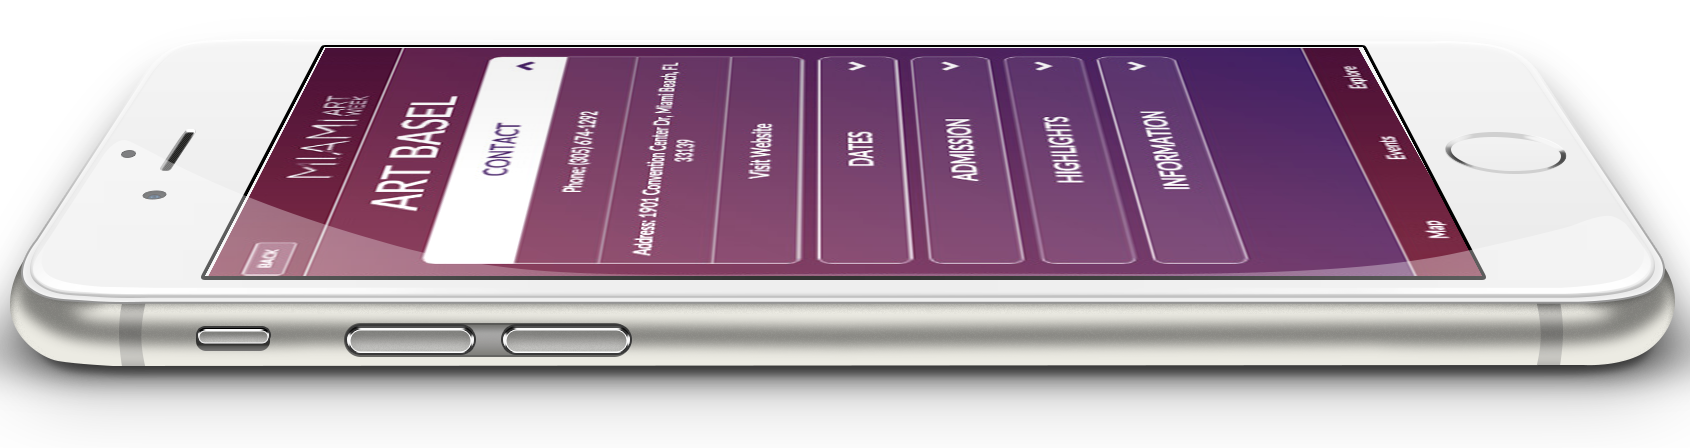 BACK
MIAMI ART WEEK
ART BASEL
CONTACT
Phone: (305) 674-1292
Address: 1901 Convention Center Dr, Miami Beach, FL
33139
Visit Website
DATES
ADMISSION
HIGHLIGHTS
INFORMATION
Map
Events
Explore